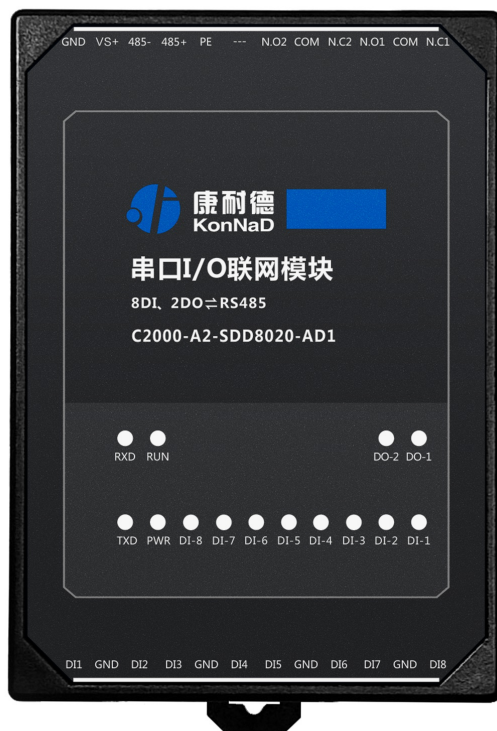 GND VS+ 485- 485+ PE --- N.O2 COM N.C2 N.O1 COM N.C1
康耐德
KonNaD
串口I/O联网模块
8DI、2DO⇌RS485
C2000-A2-SDD8020-AD1
RXD RUN DO-2 DO-1
TXD PWR DI-8 DI-7 DI-6 DI-5 DI-4 DI-3 DI-2 DI-1
DI1 GND DI2 DI3 GND DI4 DI5 GND DI6 DI7 GND DI8